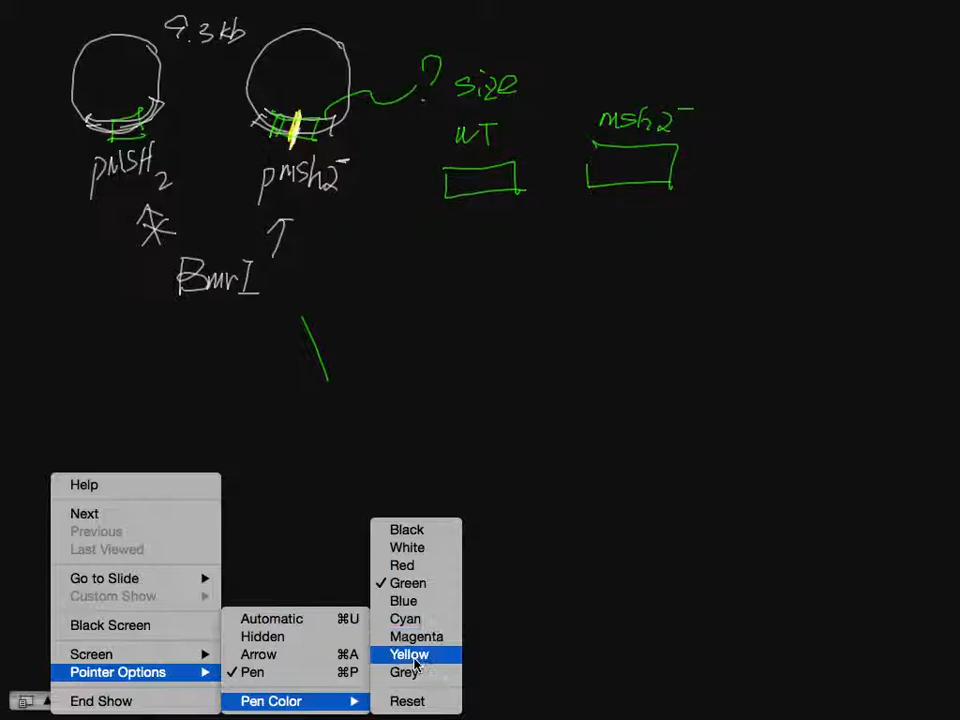 9.3kb
? size
WT
msh2⁻
pMSH2
pmsh2⁻
BmrI
Help
Next
Previous
Last Viewed
Go to Slide
Custom Show
Black Screen
Screen
Pointer Options
End Show
Automatic ⌘U
Hidden
Arrow ⌘A
✓ Pen ⌘P
Pen Color
Black
White
Red
✓ Green
Blue
Cyan
Magenta
Yellow
Grey
Reset